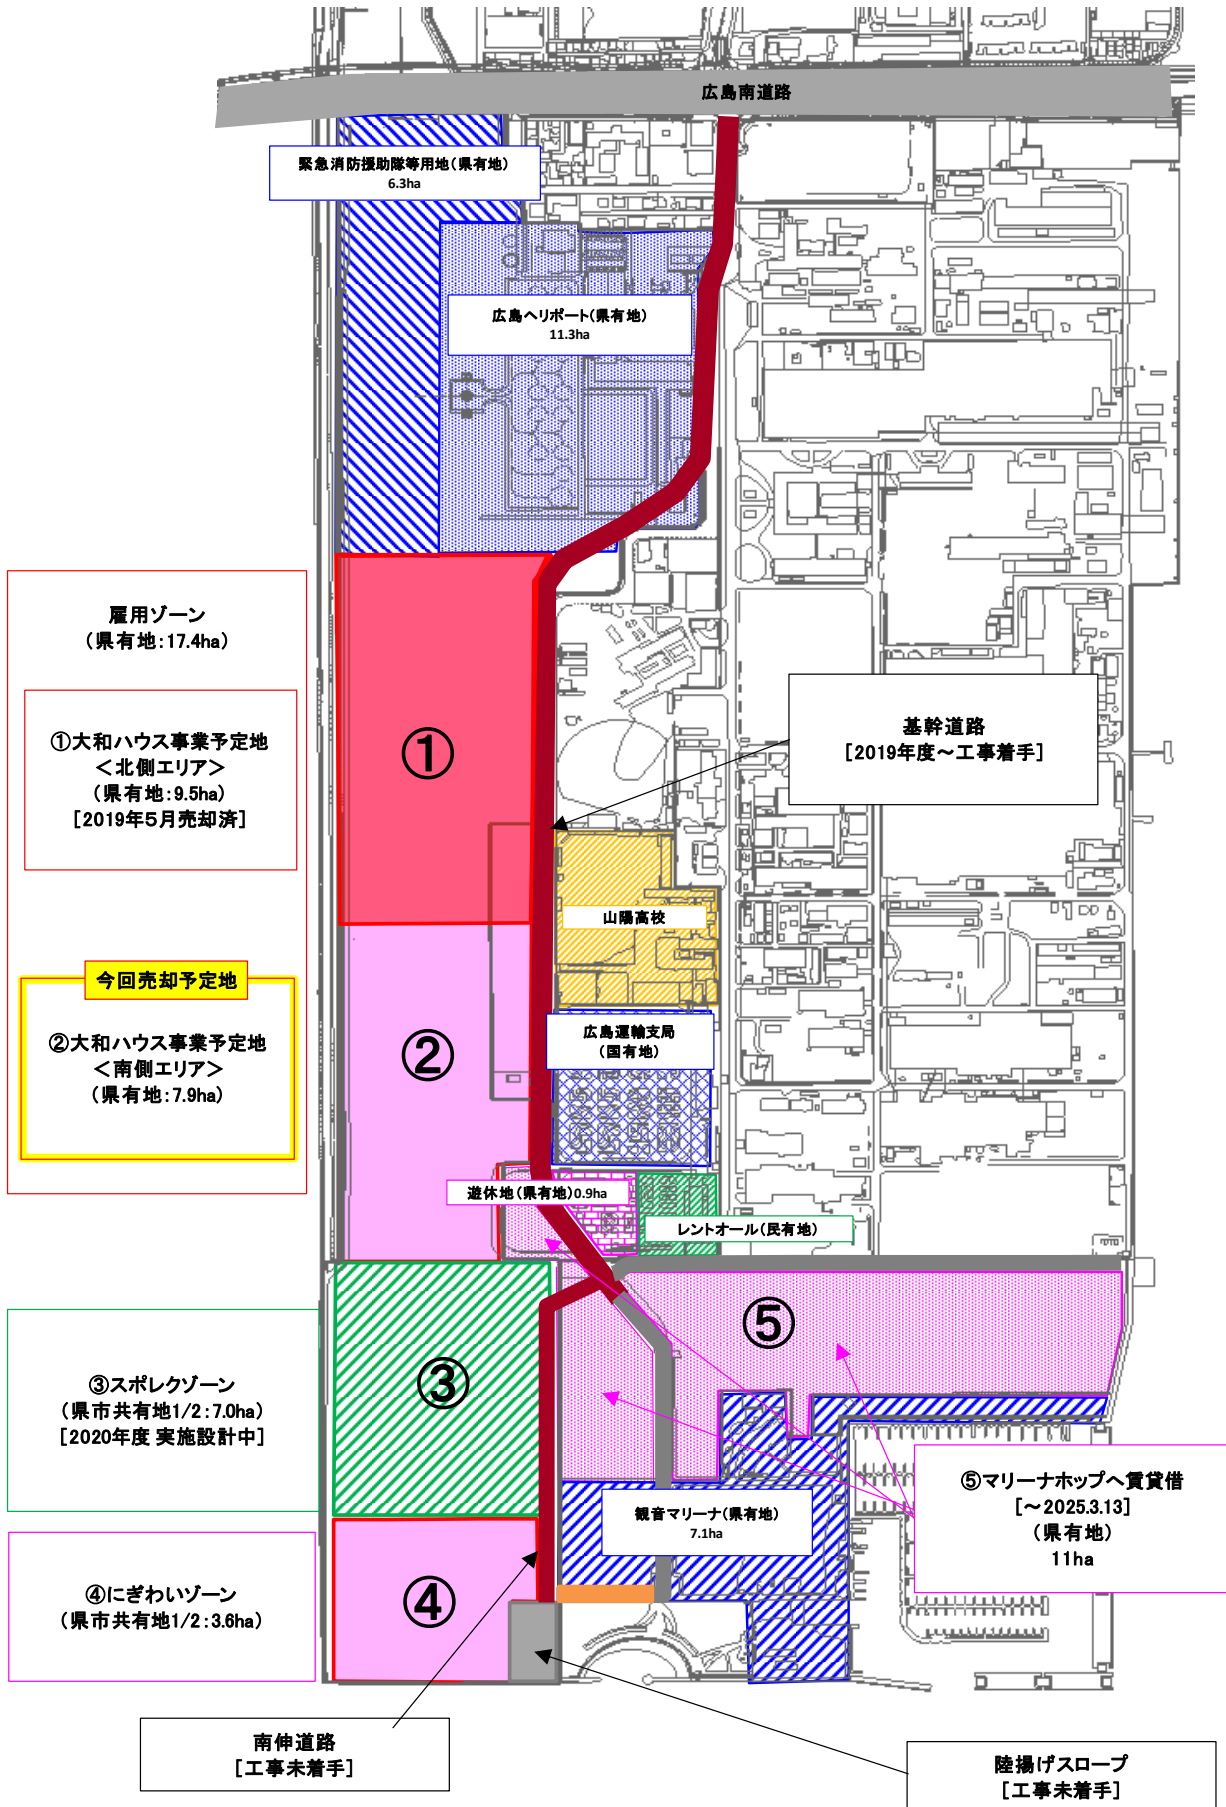 広島南道路
緊急消防援助隊等用地(県有地)
6.3ha
広島ヘリポート(県有地)
11.3ha
雇用ゾーン
(県有地:17.4ha)
①大和ハウス事業予定地
＜北側エリア＞
(県有地:9.5ha)
[2019年5月売却済]
①
基幹道路
[2019年度～工事着手]
山陽高校
今回売却予定地
②大和ハウス事業予定地
＜南側エリア＞
(県有地:7.9ha)
②
広島運輸支局
(国有地)
遊休地(県有地)0.9ha
レントオール(民有地)
⑤
③スポレクゾーン
(県市共有地1/2:7.0ha)
[2020年度 実施設計中]
③
⑤マリーナホップへ賃貸借
[～2025.3.13]
(県有地)
11ha
観音マリーナ(県有地)
7.1ha
④にぎわいゾーン
(県市共有地1/2:3.6ha)
④
南伸道路
[工事未着手]
陸揚げスロープ
[工事未着手]